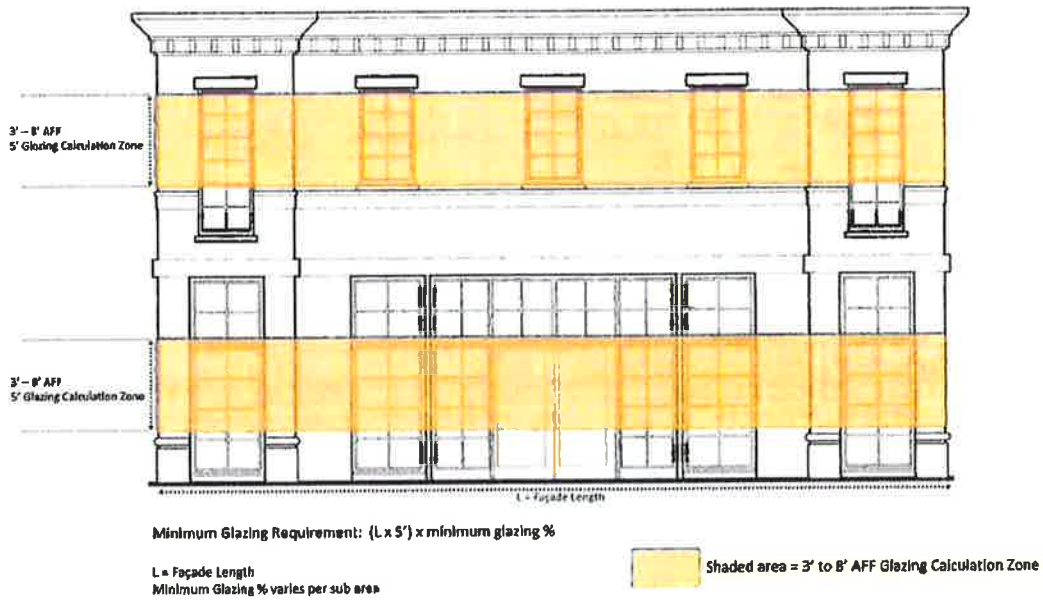 3' – 8' AFF
5' Glazing Calculation Zone
3' – 8' AFF
5' Glazing Calculation Zone
L = Façade Length
Minimum Glazing Requirement: (L x 5') x minimum glazing %
L = Façade Length
Minimum Glazing % varies per sub area
Shaded area = 3' to 8' AFF Glazing Calculation Zone